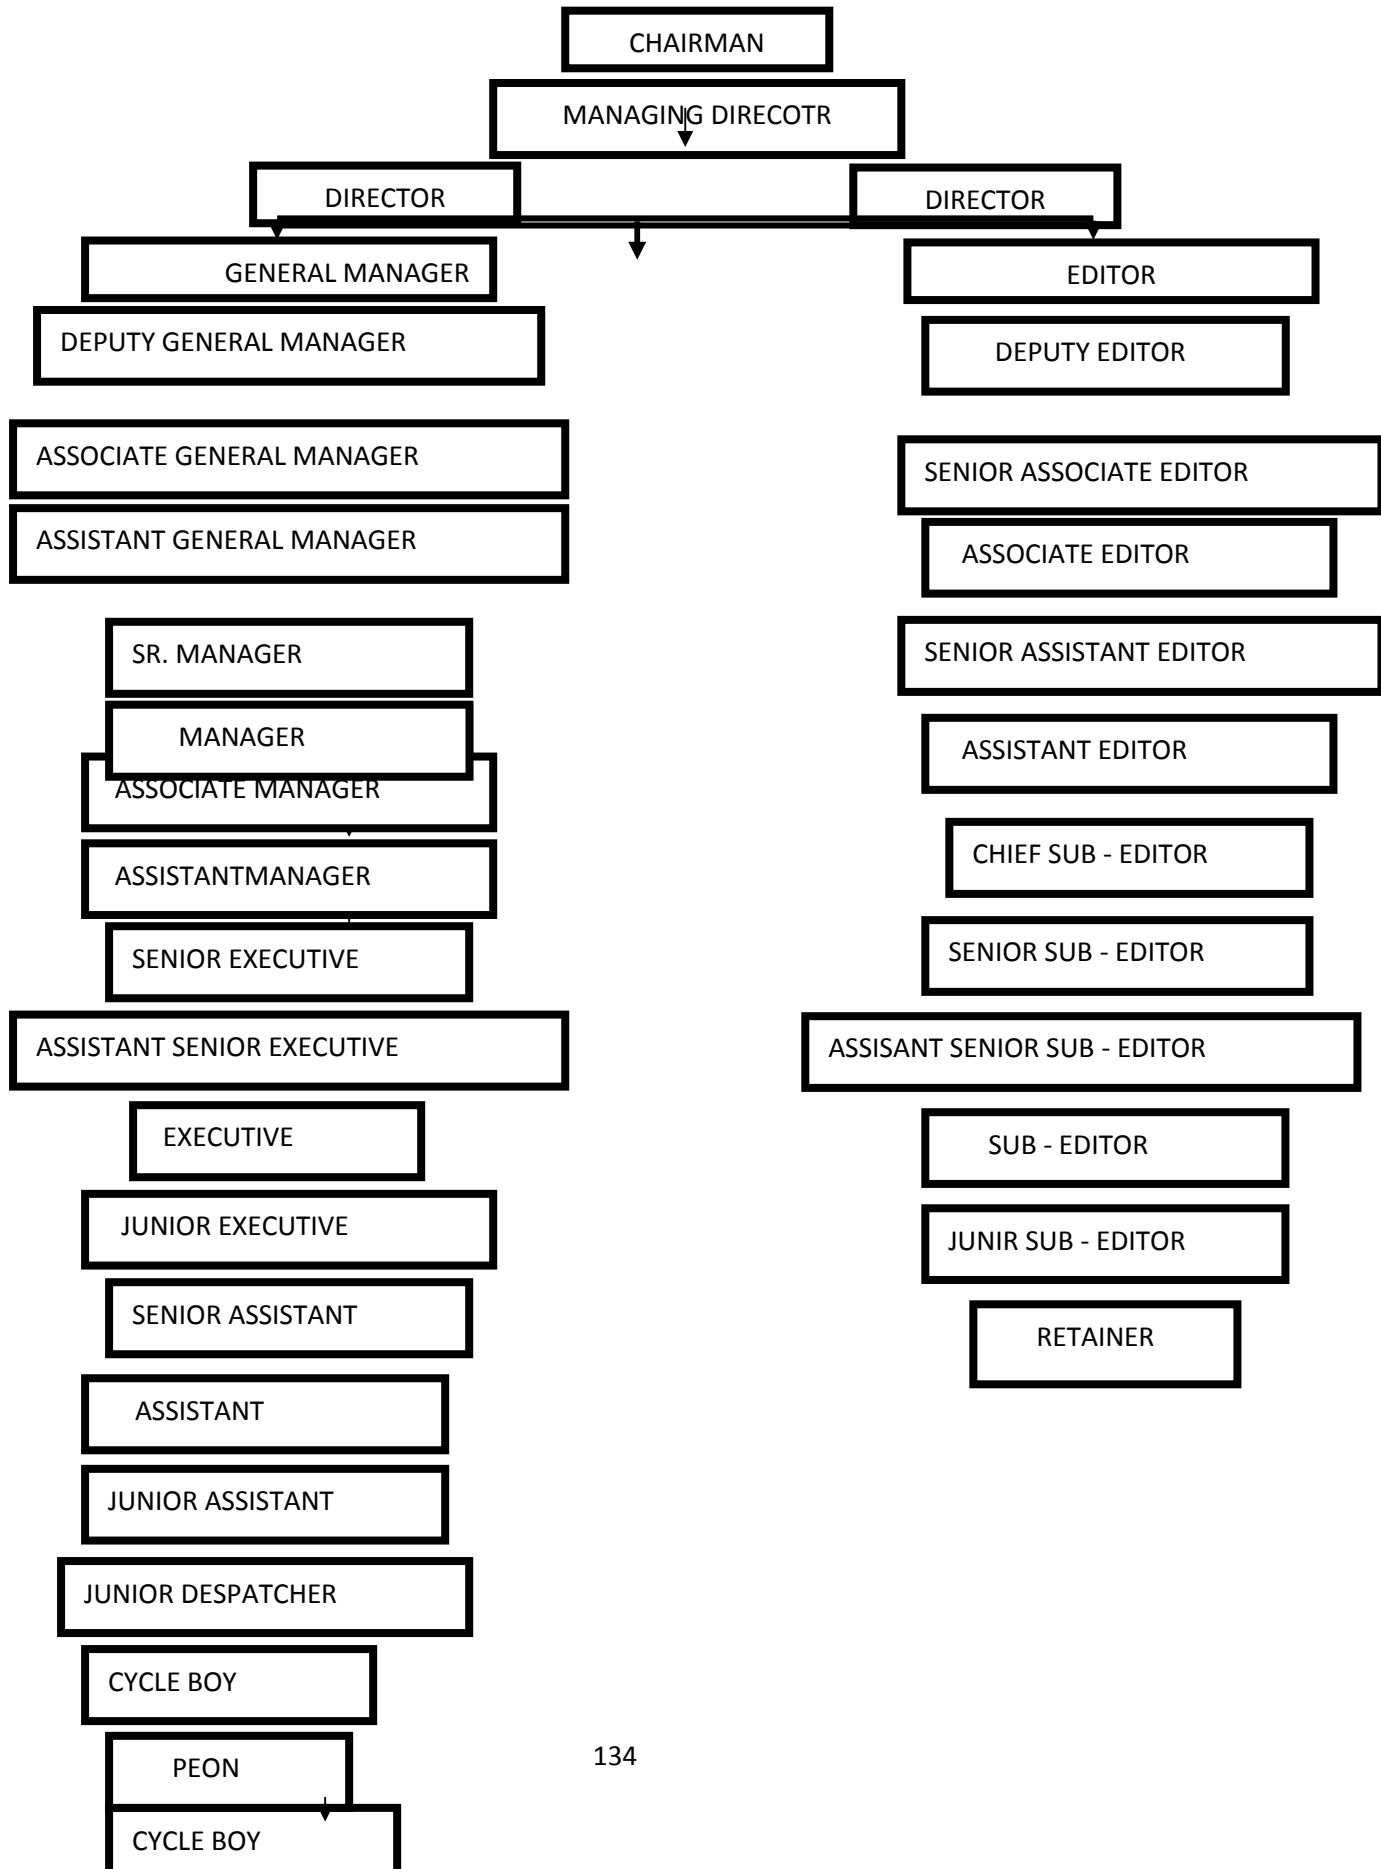 CHAIRMAN
MANAGING DIRECOTR
DIRECTOR
DIRECTOR
GENERAL MANAGER
EDITOR
DEPUTY GENERAL MANAGER
DEPUTY EDITOR
ASSOCIATE GENERAL MANAGER
SENIOR ASSOCIATE EDITOR
ASSISTANT GENERAL MANAGER
ASSOCIATE EDITOR
SR. MANAGER
SENIOR ASSISTANT EDITOR
MANAGER
ASSISTANT EDITOR
ASSOCIATE MANAGER
CHIEF SUB - EDITOR
ASSISTANTMANAGER
SENIOR SUB - EDITOR
SENIOR EXECUTIVE
ASSISTANT SENIOR EXECUTIVE
ASSISANT SENIOR SUB - EDITOR
EXECUTIVE
SUB - EDITOR
JUNIOR EXECUTIVE
JUNIR SUB - EDITOR
SENIOR ASSISTANT
RETAINER
ASSISTANT
JUNIOR ASSISTANT
JUNIOR DESPATCHER
CYCLE BOY
PEON
134
CYCLE BOY